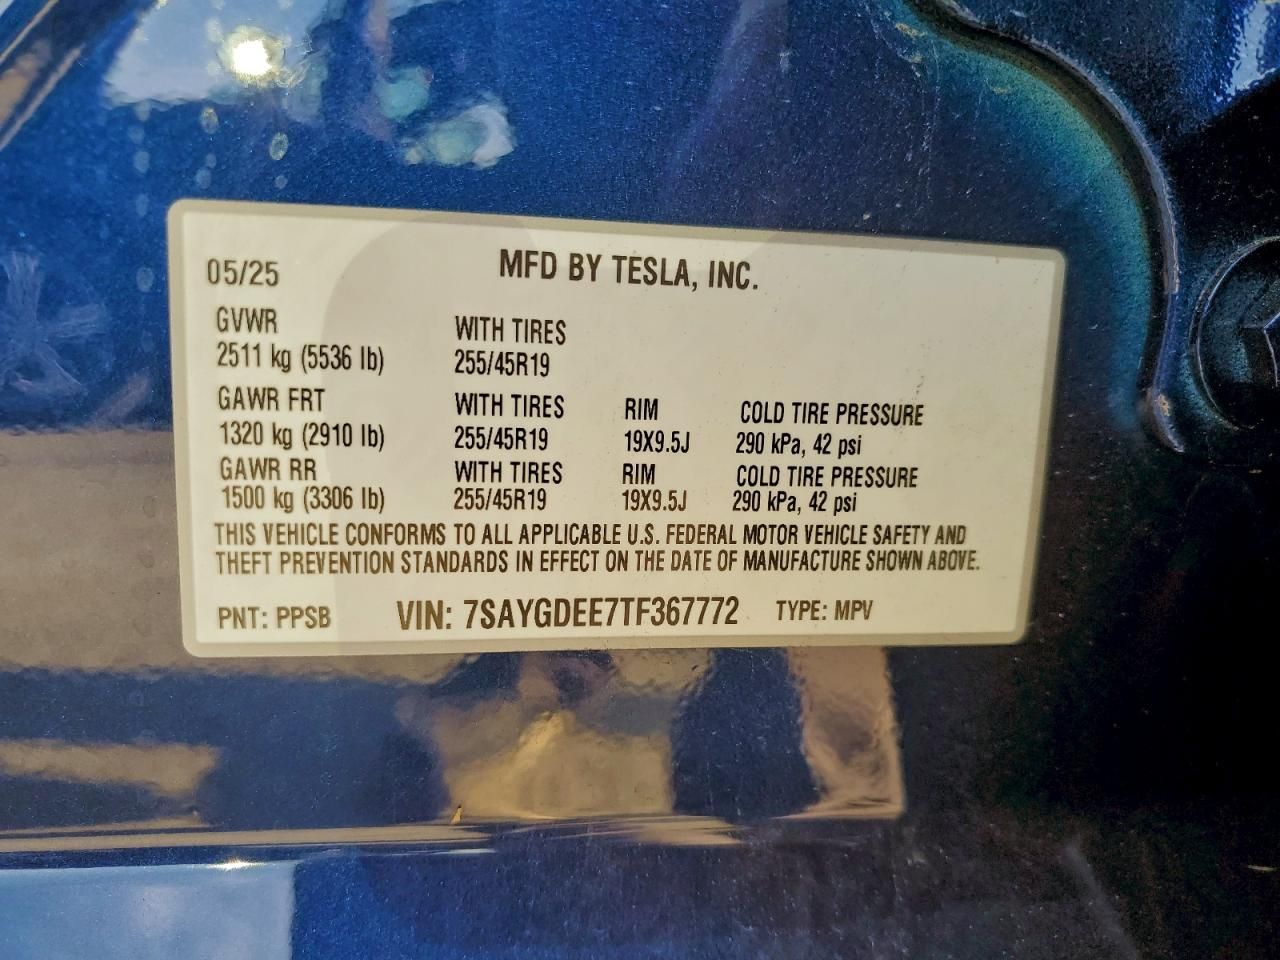 05/25 MFD BY TESLA, INC.
GVWR WITH TIRES
2511 kg (5536 lb) 255/45R19
GAWR FRT WITH TIRES RIM COLD TIRE PRESSURE
1320 kg (2910 lb) 255/45R19 19X9.5J 290 kPa, 42 psi
GAWR RR WITH TIRES RIM COLD TIRE PRESSURE
1500 kg (3306 lb) 255/45R19 19X9.5J 290 kPa, 42 psi
THIS VEHICLE CONFORMS TO ALL APPLICABLE U.S. FEDERAL MOTOR VEHICLE SAFETY AND
THEFT PREVENTION STANDARDS IN EFFECT ON THE DATE OF MANUFACTURE SHOWN ABOVE.
PNT: PPSB VIN: 7SAYGDEE7TF367772 TYPE: MPV